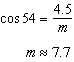 cos 54 = 4.5/m
m ≈ 7.7